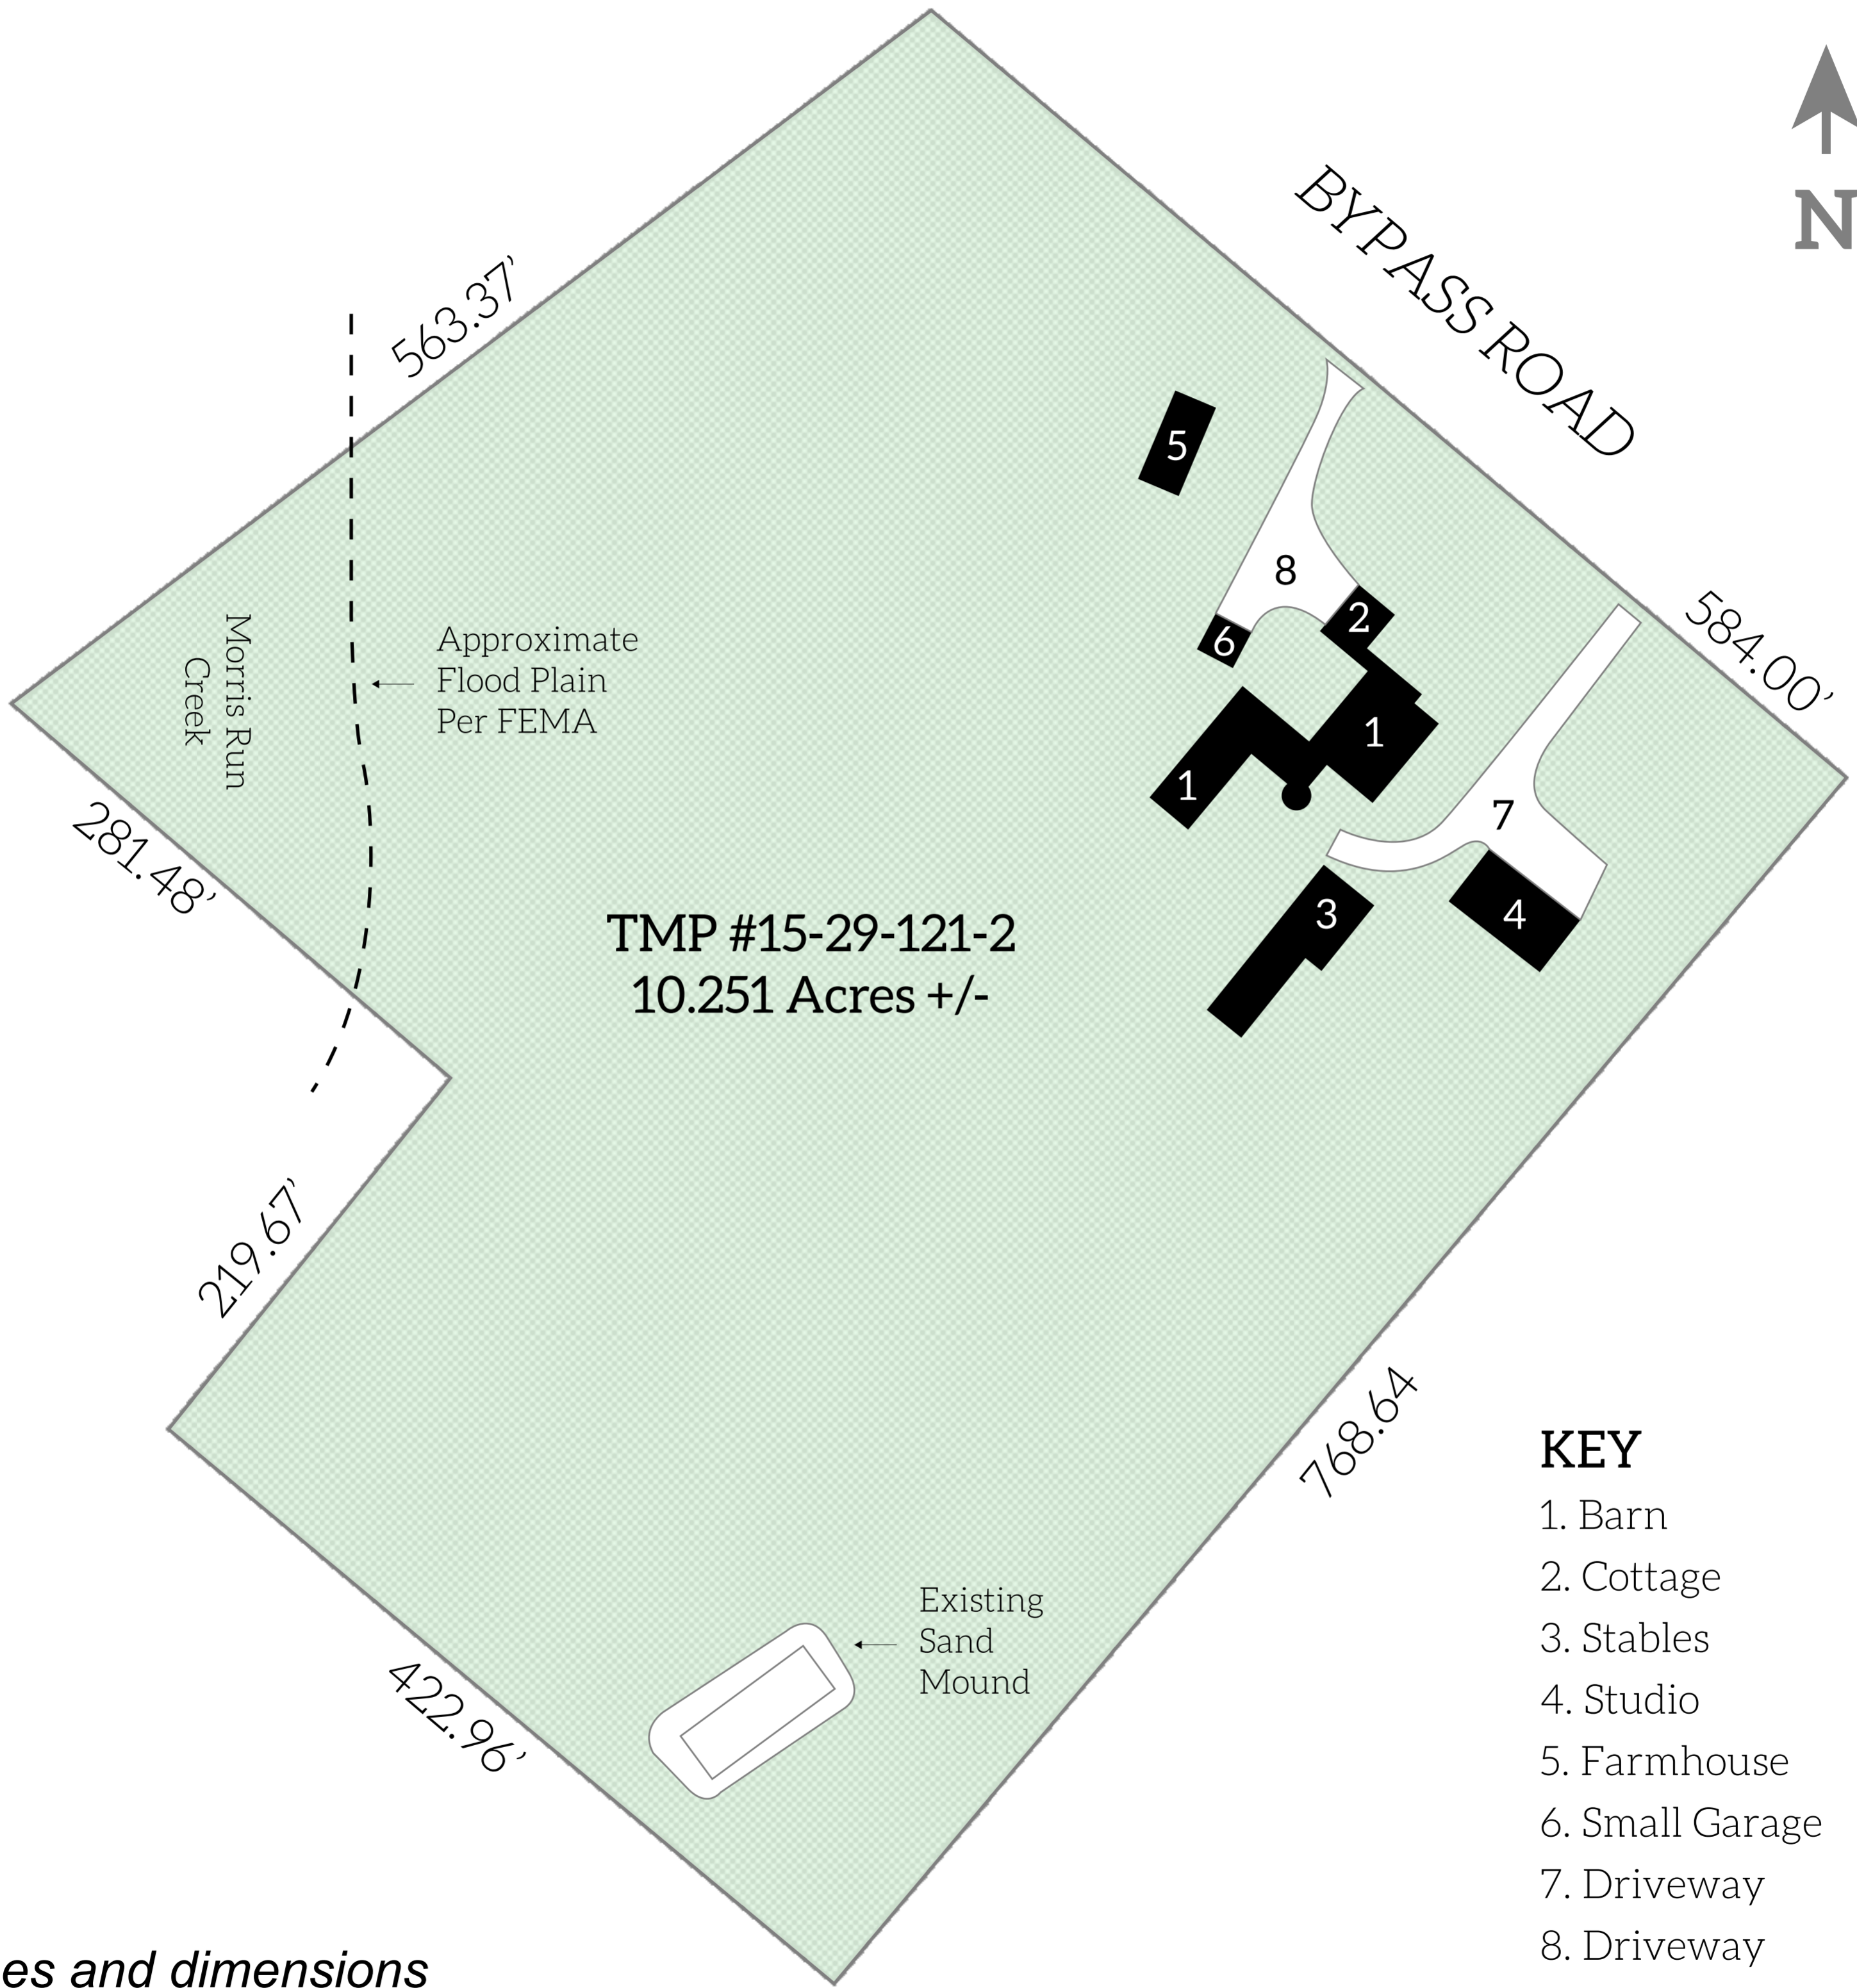 N
BYPASS ROAD
563.37’
584.00’
5
8
2
6
1
1
7
3
4
Approximate
Flood Plain
Per FEMA
Morris Run
Creek
281.48’
TMP #15-29-121-2
10.251 Acres +/-
219.67’
768.64
422.96’
Existing
Sand
Mound
KEY
1. Barn
2. Cottage
3. Stables
4. Studio
5. Farmhouse
6. Small Garage
7. Driveway
8. Driveway
es and dimensions